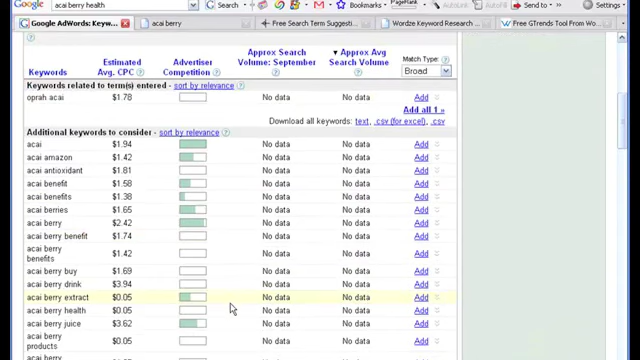 Google acai berry health Search PageRank AutoLink AutoFill Send to Settings
Google AdWords: Keyw... acai berry Free Search Term Suggesti... Wordze Keyword Research ... Free GTrends Tool From Wo...
Keywords
Estimated Avg. CPC
Advertiser Competition
Approx Search Volume: September
Approx Avg Search Volume
Match Type:
Broad
Keywords related to term(s) entered - sort by relevance
oprah acai $1.78 No data No data Add
Add all 1 »
Download all keywords: text, .csv (for excel), .csv
Additional keywords to consider - sort by relevance
acai $1.94 No data No data Add
acai amazon $1.42 No data No data Add
acai antioxidant $1.81 No data No data Add
acai benefit $1.58 No data No data Add
acai benefits $1.38 No data No data Add
acai berries $1.65 No data No data Add
acai berry $2.42 No data No data Add
acai berry benefit $1.74 No data No data Add
acai berry benefits $1.42 No data No data Add
acai berry buy $1.69 No data No data Add
acai berry drink $3.94 No data No data Add
acai berry extract $0.05 No data No data Add
acai berry health $0.05 No data No data Add
acai berry juice $3.62 No data No data Add
acai berry products $0.05 No data No data Add